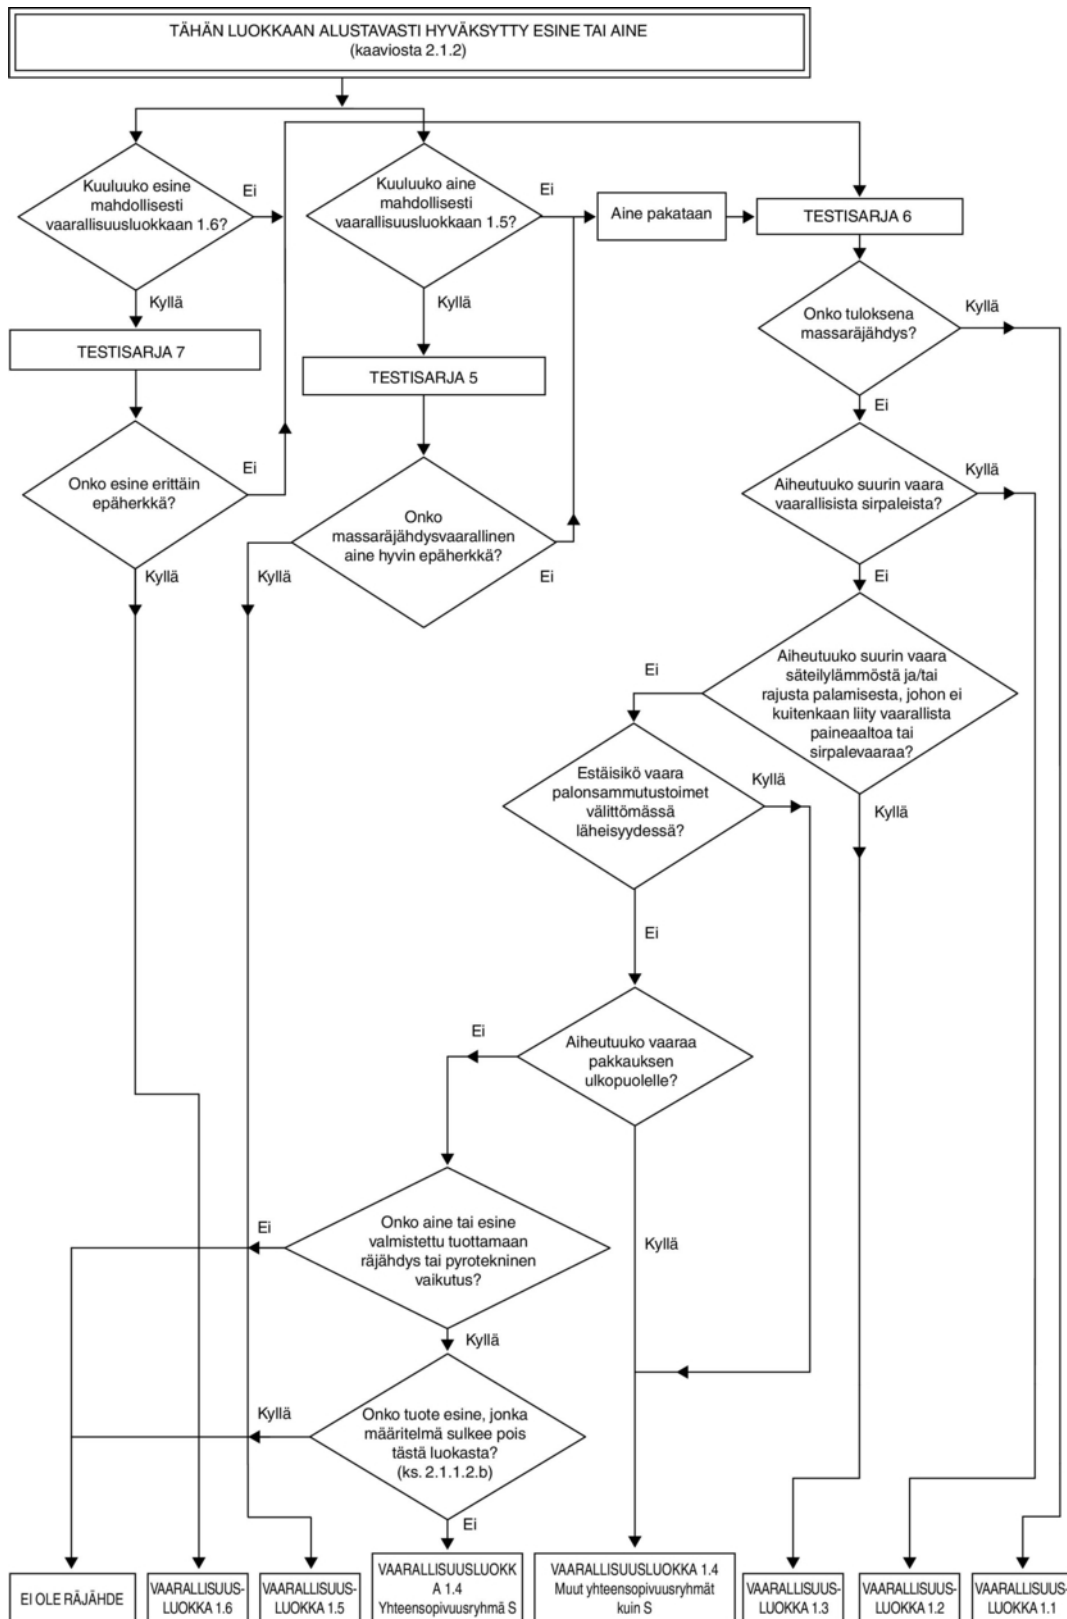 TÄHÄN LUOKKAAN ALUSTAVASTI HYVÄKSYTTY ESINE TAI AINE
(kaaviosta 2.1.2)
Kuuluuko esine
mahdollisesti
vaarallisuusluokkaan 1.6?
Ei
Kyllä
Kuuluuko aine
mahdollisesti
vaarallisuusluokkaan 1.5?
Ei
Kyllä
Aine pakataan
TESTISARJA 6
TESTISARJA 7
TESTISARJA 5
Onko tuloksena
massaräjähdys?
Kyllä
Ei
Onko esine erittäin
epäherkkä?
Ei
Kyllä
Onko
massaräjähdysvaarallinen
aine hyvin epäherkkä?
Kyllä
Ei
Aiheutuuko suurin vaara
vaarallisista sirpaleista?
Kyllä
Ei
Aiheutuuko suurin vaara
säteilylämmöstä ja/tai
rajusta palamisesta, johon ei
kuitenkaan liity vaarallista
paineaaltoa tai
sirpalevaaraa?
Ei
Kyllä
Estäisikö vaara
palonsammutustoimet
välittömässä
läheisyydessä?
Kyllä
Ei
Aiheutuuko vaaraa
pakkauksen
ulkopuolelle?
Ei
Kyllä
Onko aine tai esine
valmistettu tuottamaan
räjähdys tai pyrotekninen
vaikutus?
Ei
Kyllä
Onko tuote esine, jonka
määritelmä sulkee pois
tästä luokasta?
(ks. 2.1.1.2.b)
Kyllä
Ei
EI OLE RÄJÄHDE
VAARALLISUUS-
LUOKKA 1.6
VAARALLISUUS-
LUOKKA 1.5
VAARALLISUUSLUOKK
A 1.4
Yhteensopivuusryhmä S
VAARALLISUUSLUOKKA 1.4
Muut yhteensopivuusryhmät
kuin S
VAARALLISUUS-
LUOKKA 1.3
VAARALLISUUS-
LUOKKA 1.2
VAARALLISUUS-
LUOKKA 1.1